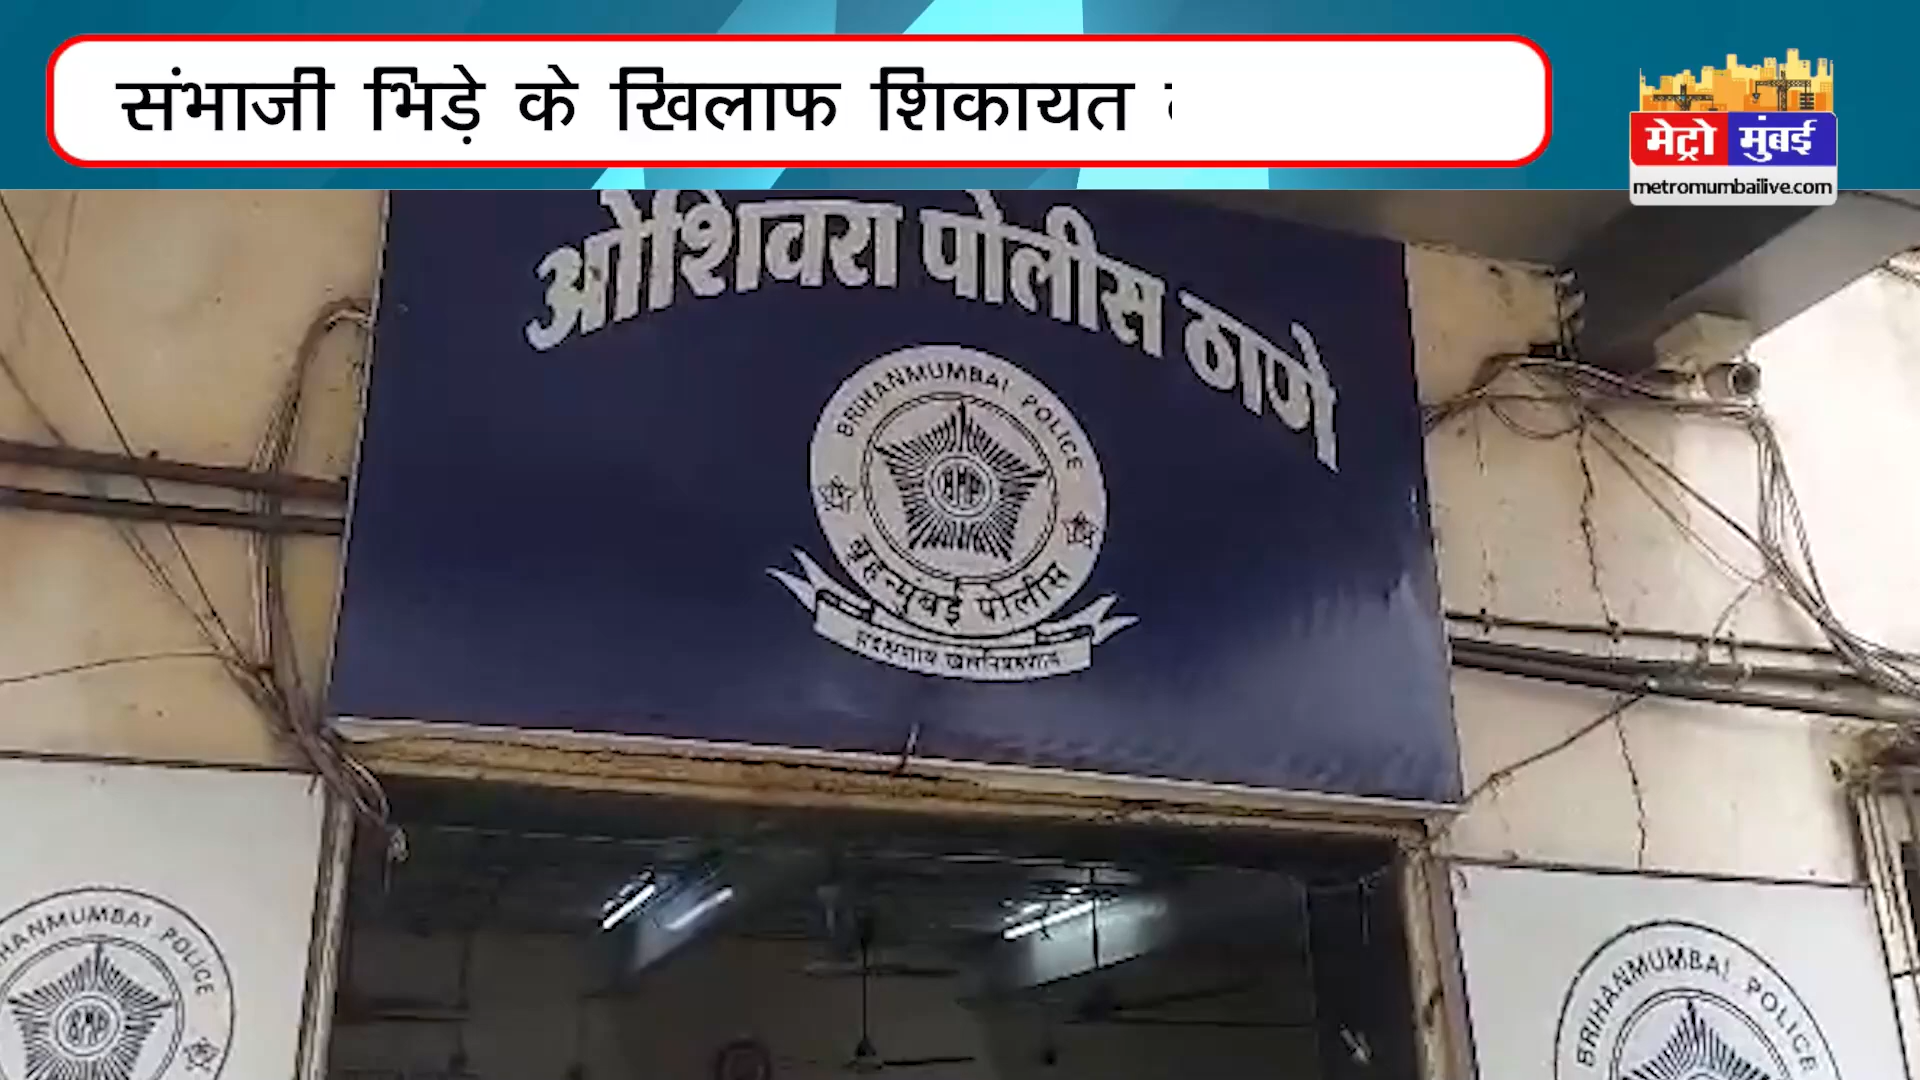 संभाजी भिड़े के खिलाफ शिकायत
मेट्रो मुंबई
metromumbailive.com
ओशिवरा पोलीस ठाणे
BRIHANMUMBAI POLICE
बृहन्मुंबई पोलीस
BRIHANMUMBAI POLICE
BRIHANMUMBAI POLICE